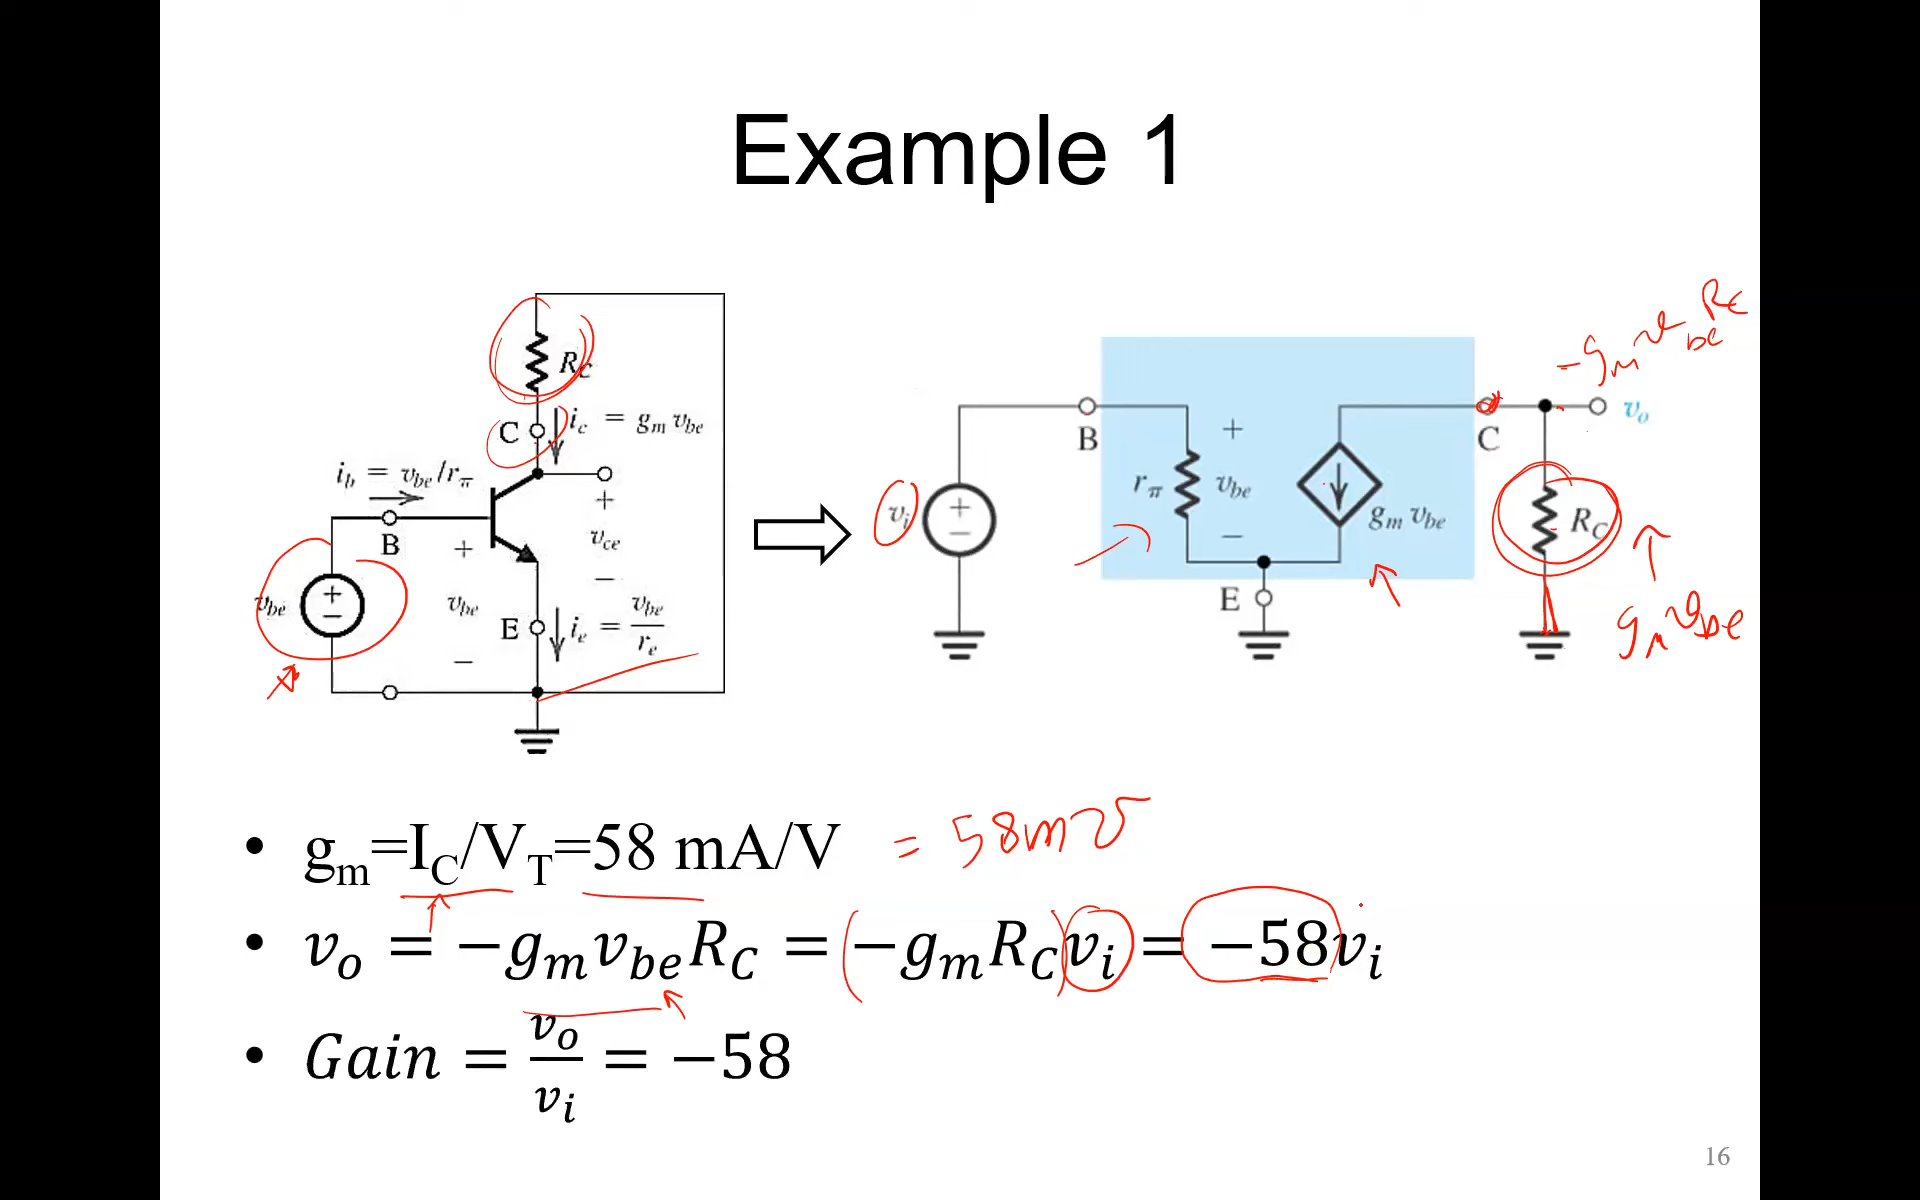 Example 1
R_C
C
i_c = g_m v_be
i_b = v_be/r_π
B
+
+
v_ce
−
v_be
+
−
v_be
−
E
i_e = v_be/r_e
v_i
+
−
B
r_π
+
v_be
−
g_m v_be
E
C
v_o
R_C
-g_m v_be R_C
g_m v_be
• g_m=I_C/V_T=58 mA/V = 58m℧
• v_o = −g_m v_be R_C = (−g_m R_C) v_i = −58v_i
• Gain = v_o/v_i = −58
16